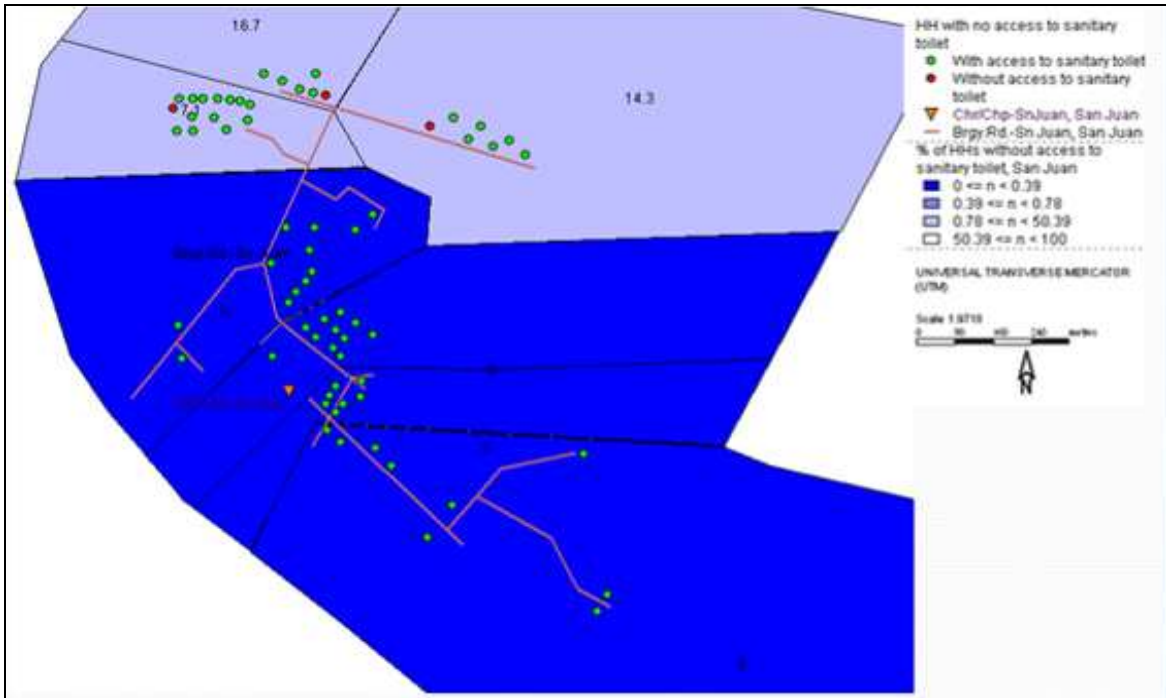 16.7
14.3
7.1
HH with no access to sanitary
toilet
With access to sanitary toilet
Without access to sanitary
toilet
Chr/Chp-SnJuan, San Juan
Brgy.Rd.-Sn Juan, San Juan
% of HHs without access to
sanitary toilet, San Juan
0 <= n < 0.39
0.39 <= n < 0.78
0.78 <= n < 50.39
50.39 <= n < 100
UNIVERSAL TRANSVERSE MERCATOR
(UTM)
N